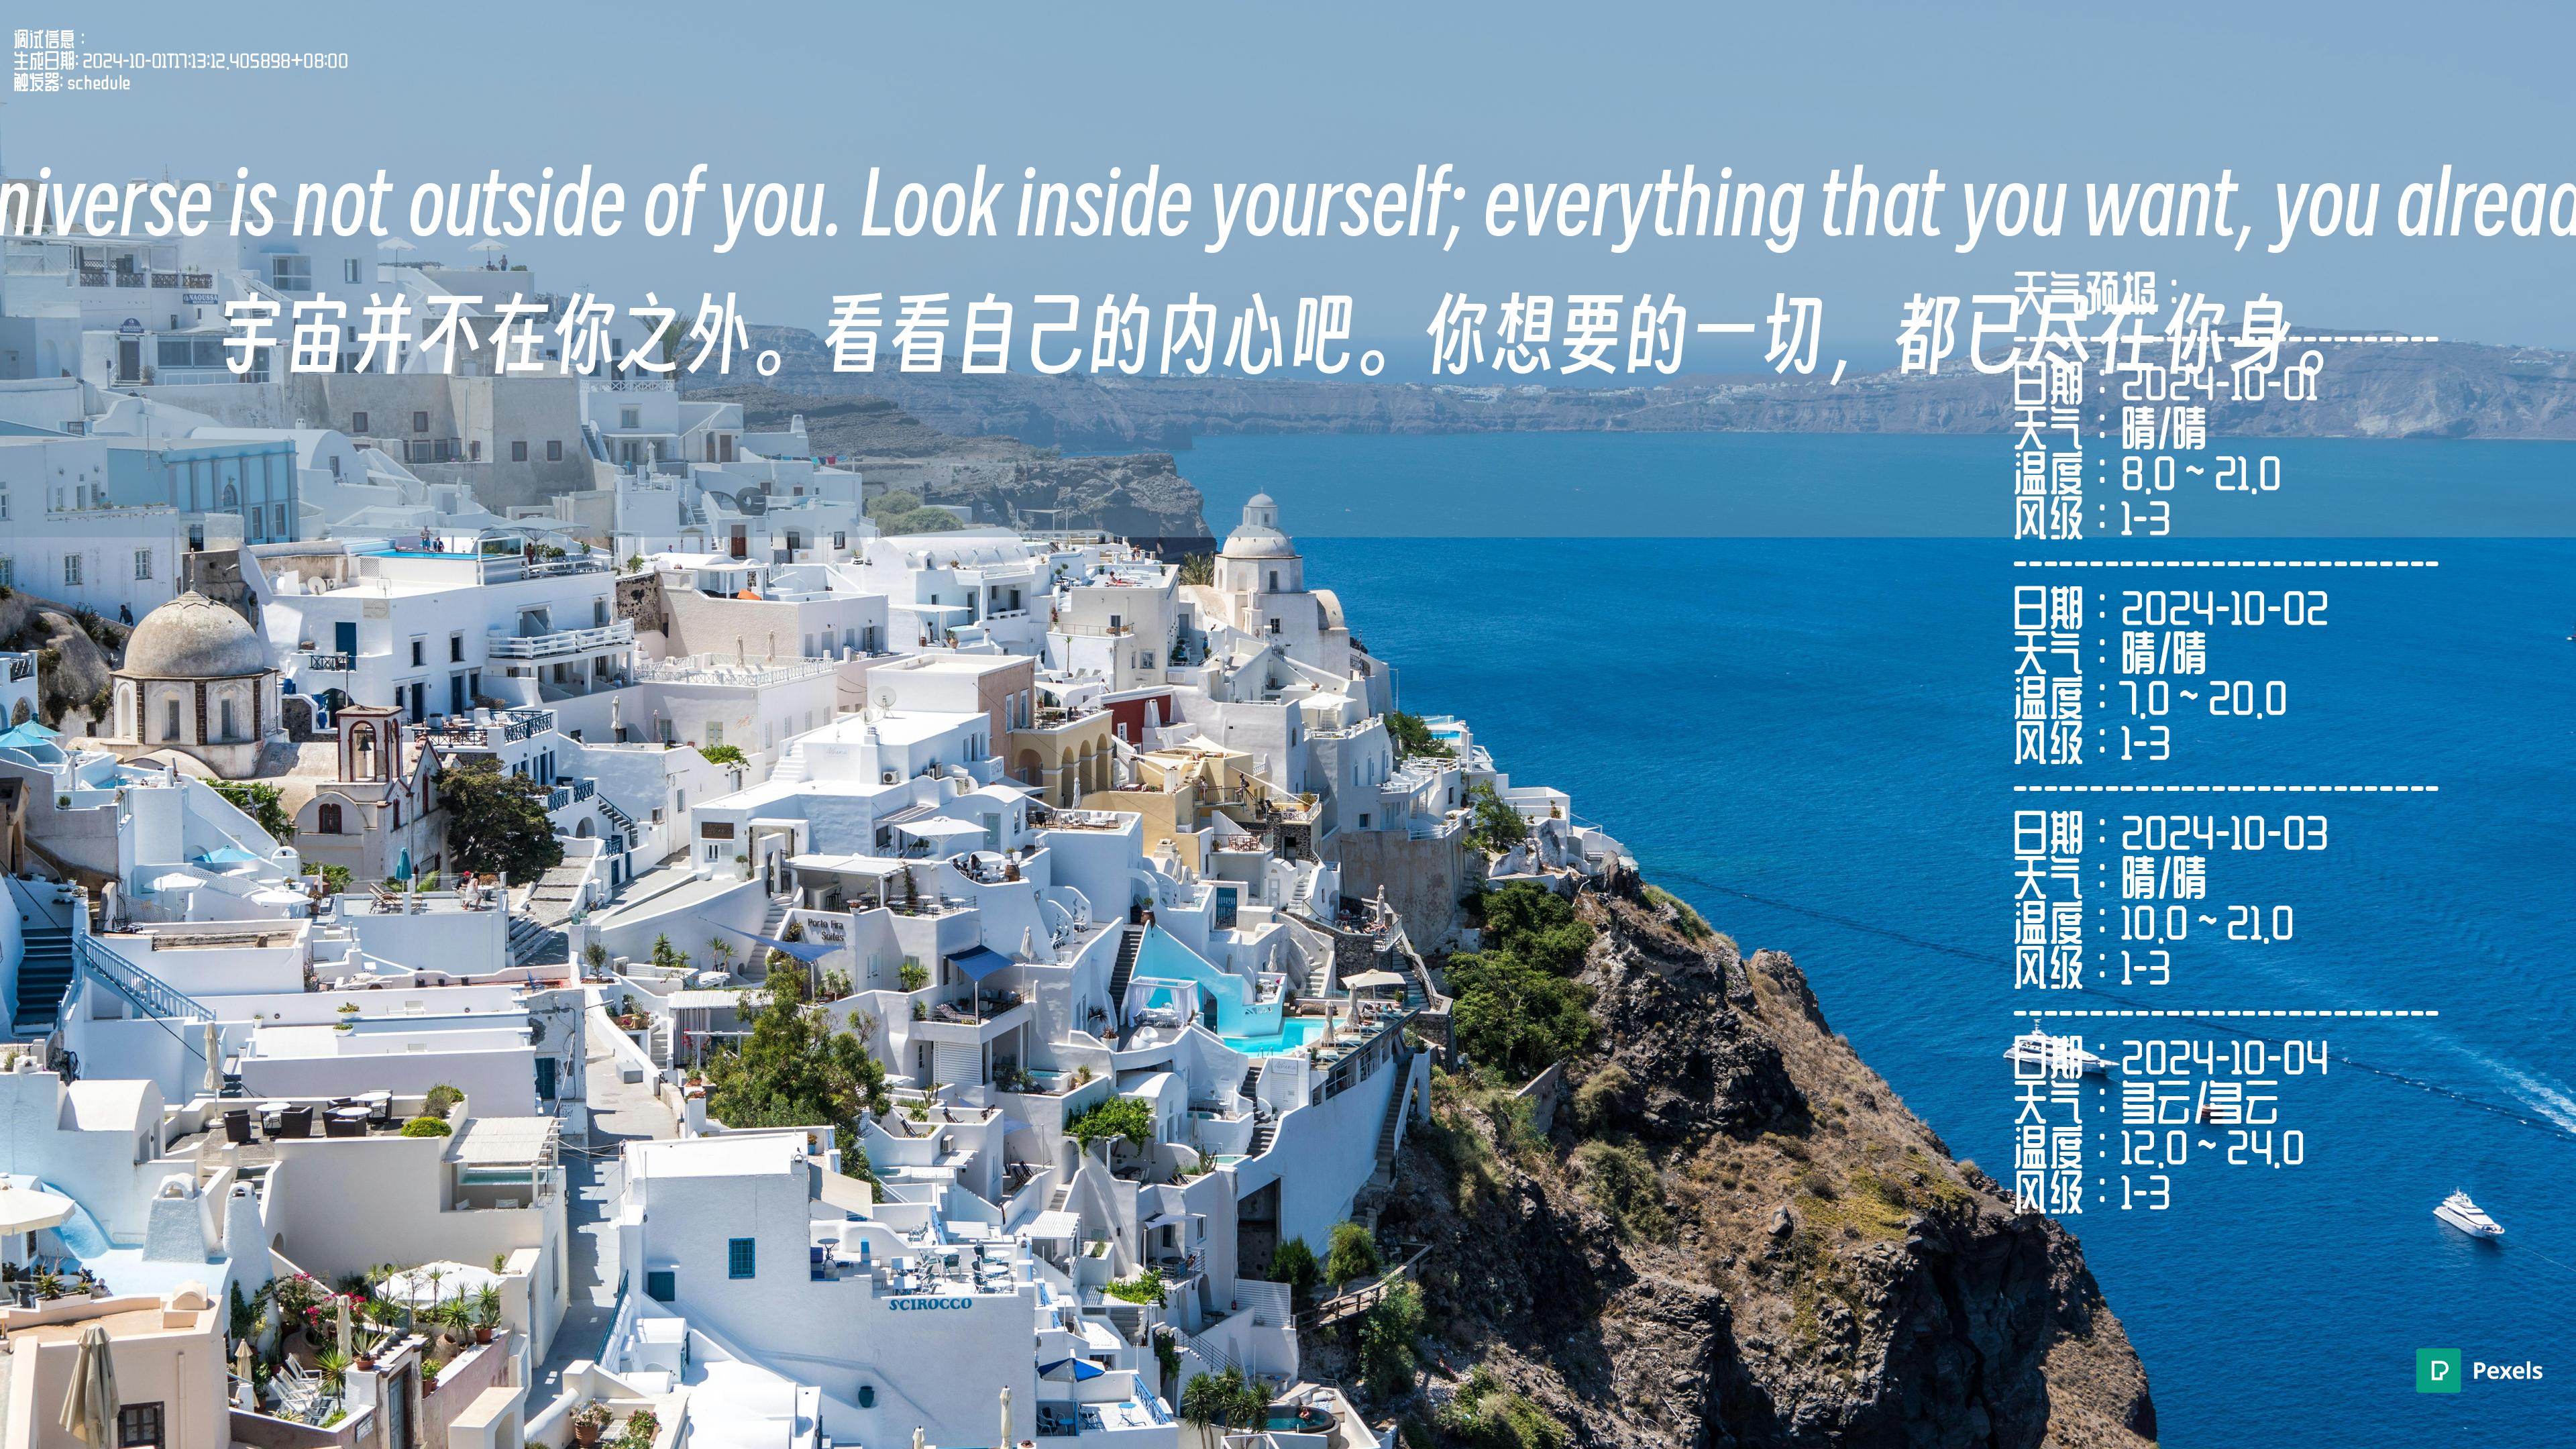 调试信息：
生成日期: 2024-10-01T17:13:12.405898+08:00
触发器: schedule
niverse is not outside of you. Look inside yourself; everything that you want, you alread
宇宙并不在你之外。看看自己的内心吧。你想要的一切，都已尽在你身。
天气预报：
----------------------------
日期：2024-10-01
天气：晴/晴
温度：8.0 ~ 21.0
风级：1-3
----------------------------
日期：2024-10-02
天气：晴/晴
温度：7.0 ~ 20.0
风级：1-3
----------------------------
日期：2024-10-03
天气：晴/晴
温度：10.0 ~ 21.0
风级：1-3
----------------------------
日期：2024-10-04
天气：多云/多云
温度：12.0 ~ 24.0
风级：1-3
NAOUSSA
Porto Fira
Suites
SCIROCCO
Pexels